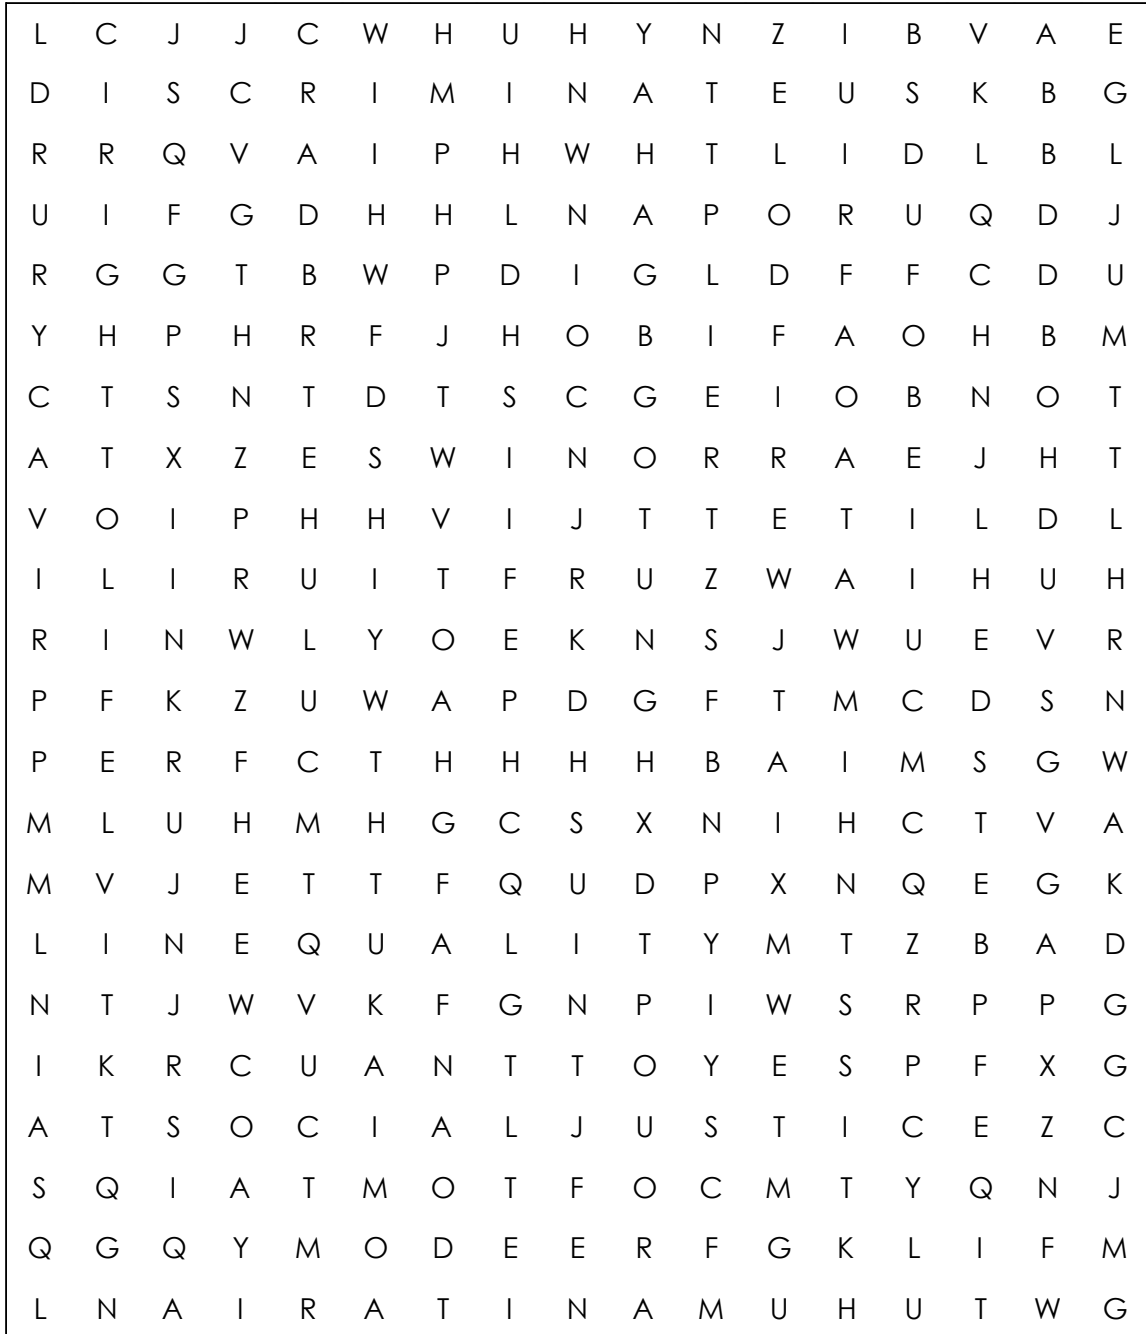 L C J J C W H U H Y N Z I B V A E
D I S C R I M I N A T E U S K B G
R R Q V A I P H W H T L I D L B L
U I F G D H H L N A P O R U Q D J
R G G T B W P D I G L D F F C D U
Y H P H R F J H O B I F A O H B M
C T S N T D T S C G E I O B N O T
A T X Z E S W I N O R R A E J H T
V O I P H H V I J T T E T I L D L
I L I R U I T F R U Z W A I H U H
R I N W L Y O E K N S J W U E V R
P F K Z U W A P D G F T M C D S N
P E R F C T H H H H B A I M S G W
M L U H M H G C S X N I H C T V A
M V J E T T F Q U D P X N Q E G K
L I N E Q U A L I T Y M T Z B A D
N T J W V K F G N P I W S R P P G
I K R C U A N T T O Y E S P F X G
A T S O C I A L J U S T I C E Z C
S Q I A T M O T F O C M T Y Q N J
Q G Q Y M O D E E R F G K L I F M
L N A I R A T I N A M U H U T W G